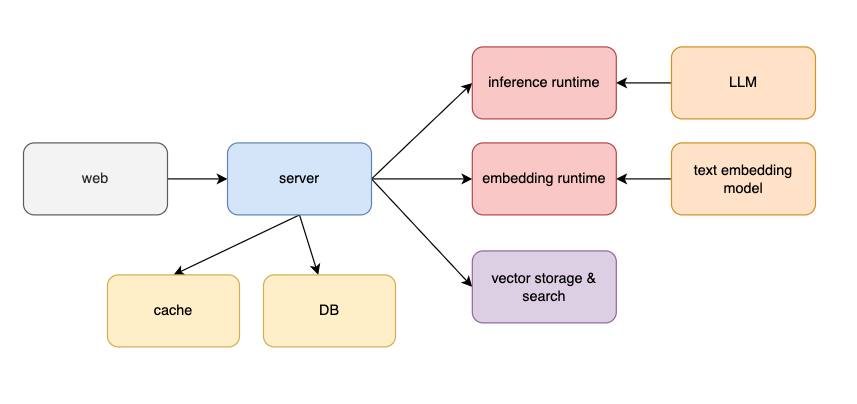 inference runtime
LLM
web
server
embedding runtime
text embedding
model
vector storage &
search
cache
DB